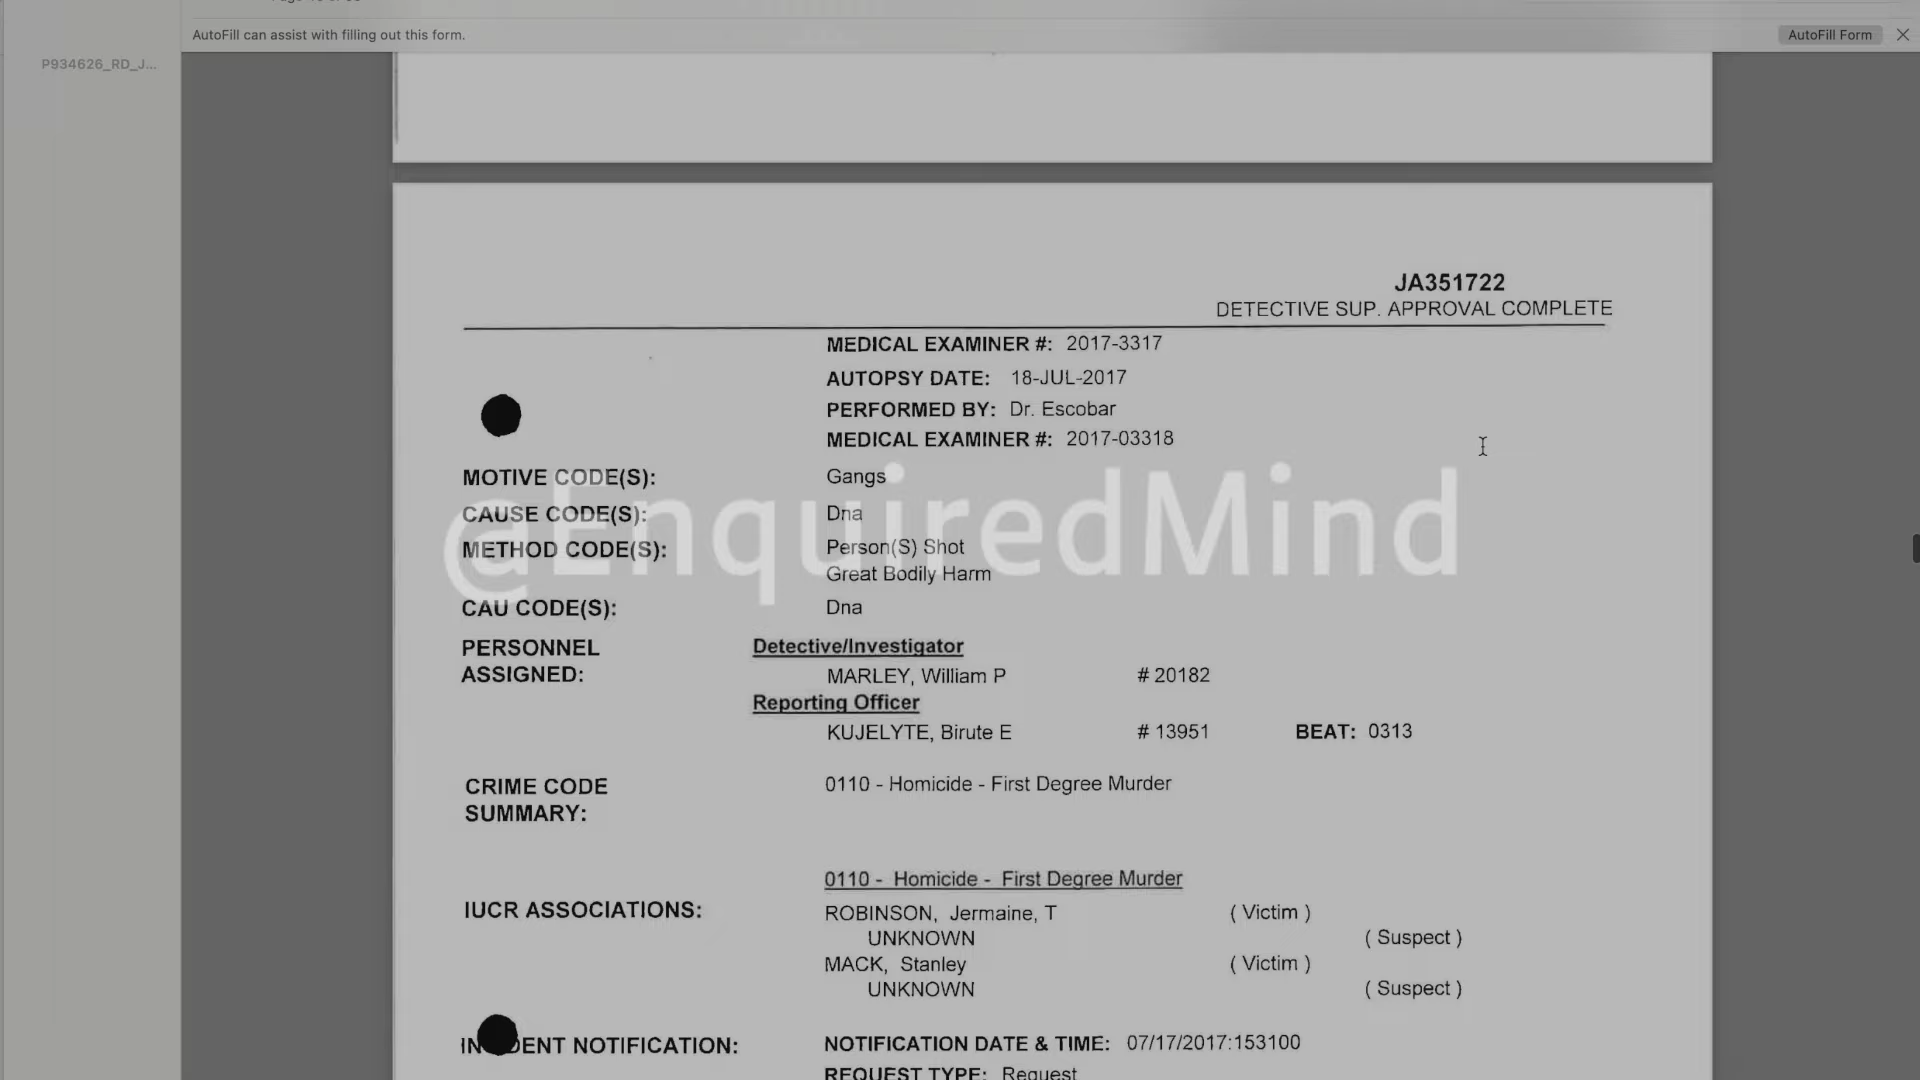 AutoFill can assist with filling out this form.
AutoFill Form
P934626_RD_J...
JA351722
DETECTIVE SUP. APPROVAL COMPLETE
MEDICAL EXAMINER #: 2017-3317
AUTOPSY DATE: 18-JUL-2017
PERFORMED BY: Dr. Escobar
MEDICAL EXAMINER #: 2017-03318
MOTIVE CODE(S): Gangs
@EnquiredMind
CAUSE CODE(S): Dna
METHOD CODE(S): Person(S) Shot
Great Bodily Harm
CAU CODE(S): Dna
PERSONNEL ASSIGNED: Detective/Investigator
MARLEY, William P # 20182
Reporting Officer
KUJELYTE, Birute E # 13951 BEAT: 0313
CRIME CODE SUMMARY: 0110 - Homicide - First Degree Murder
0110 - Homicide - First Degree Murder
IUCR ASSOCIATIONS: ROBINSON, Jermaine, T ( Victim )
UNKNOWN ( Suspect )
MACK, Stanley ( Victim )
UNKNOWN ( Suspect )
NOTIFICATION: NOTIFICATION DATE & TIME: 07/17/2017:153100
REQUEST TYPE: Request